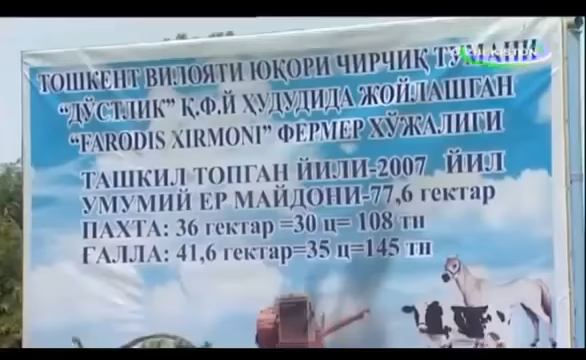 O'ZBEKISTON
ТОШКЕНТ ВИЛОЯТИ ЮҚОРИ ЧИРЧИҚ ТУМАНИ
“ДЎСТЛИК” Қ.Ф.Й ҲУДУДИДА ЖОЙЛАШГАН
“FARODIS XIRMONI” ФЕРМЕР ХЎЖАЛИГИ
ТАШКИЛ ТОПГАН ЙИЛИ-2007 ЙИЛ
УМУМИЙ ЕР МАЙДОНИ-77,6 гектар
ПАХТА: 36 гектар =30 ц= 108 тн
ҒАЛЛА: 41,6 гектар=35 ц=145 тн